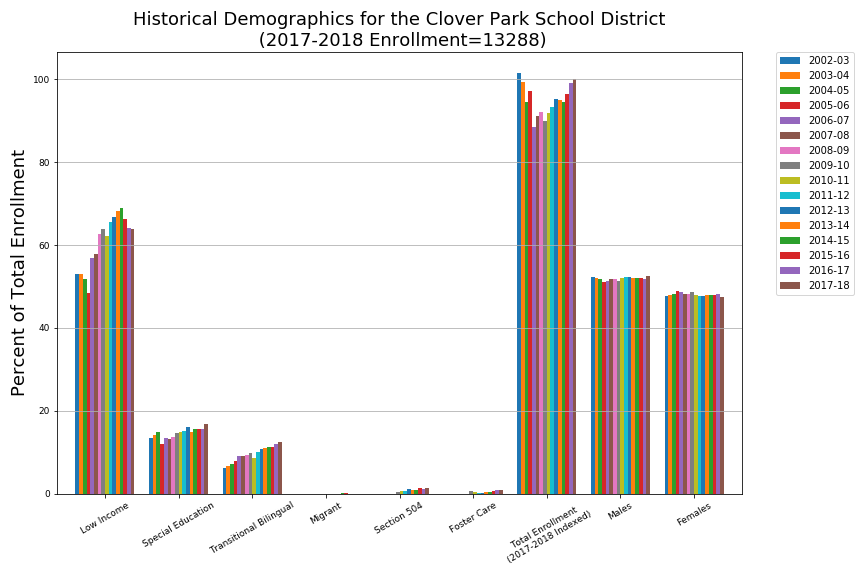 Historical Demographics for the Clover Park School District
(2017-2018 Enrollment=13288)
Percent of Total Enrollment
100
80
60
40
20
0
Low Income
Special Education
Transitional Bilingual
Migrant
Section 504
Foster Care
Total Enrollment
(2017-2018 Indexed)
Males
Females
2002-03
2003-04
2004-05
2005-06
2006-07
2007-08
2008-09
2009-10
2010-11
2011-12
2012-13
2013-14
2014-15
2015-16
2016-17
2017-18